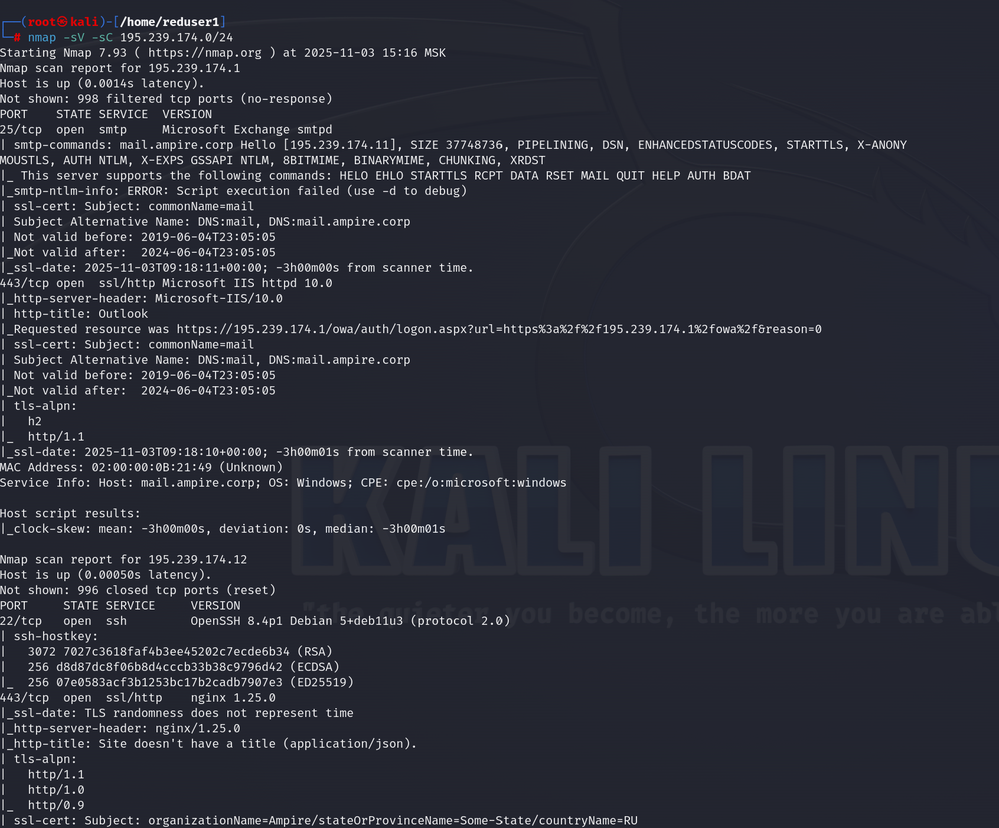 ┌──(root㉿kali)-[/home/reduser1]
└─# nmap -sV -sC 195.239.174.0/24
Starting Nmap 7.93 ( https://nmap.org ) at 2025-11-03 15:16 MSK
Nmap scan report for 195.239.174.1
Host is up (0.0014s latency).
Not shown: 998 filtered tcp ports (no-response)
PORT    STATE SERVICE  VERSION
25/tcp  open  smtp     Microsoft Exchange smtpd
| smtp-commands: mail.ampire.corp Hello [195.239.174.11], SIZE 37748736, PIPELINING, DSN, ENHANCEDSTATUSCODES, STARTTLS, X-ANONY
MOUSTLS, AUTH NTLM, X-EXPS GSSAPI NTLM, 8BITMIME, BINARYMIME, CHUNKING, XRDST
|_ This server supports the following commands: HELO EHLO STARTTLS RCPT DATA RSET MAIL QUIT HELP AUTH BDAT
|_smtp-ntlm-info: ERROR: Script execution failed (use -d to debug)
| ssl-cert: Subject: commonName=mail
| Subject Alternative Name: DNS:mail, DNS:mail.ampire.corp
| Not valid before: 2019-06-04T23:05:05
|_Not valid after:  2024-06-04T23:05:05
|_ssl-date: 2025-11-03T09:18:11+00:00; -3h00m00s from scanner time.
443/tcp open  ssl/http Microsoft IIS httpd 10.0
|_http-server-header: Microsoft-IIS/10.0
| http-title: Outlook
|_Requested resource was https://195.239.174.1/owa/auth/logon.aspx?url=https%3a%2f%2f195.239.174.1%2fowa%2f&reason=0
| ssl-cert: Subject: commonName=mail
| Subject Alternative Name: DNS:mail, DNS:mail.ampire.corp
| Not valid before: 2019-06-04T23:05:05
|_Not valid after:  2024-06-04T23:05:05
| tls-alpn:
|   h2
|_  http/1.1
|_ssl-date: 2025-11-03T09:18:10+00:00; -3h00m01s from scanner time.
MAC Address: 02:00:00:0B:21:49 (Unknown)
Service Info: Host: mail.ampire.corp; OS: Windows; CPE: cpe:/o:microsoft:windows
Host script results:
|_clock-skew: mean: -3h00m00s, deviation: 0s, median: -3h00m01s
Nmap scan report for 195.239.174.12
Host is up (0.00050s latency).
Not shown: 996 closed tcp ports (reset)
PORT     STATE SERVICE     VERSION
22/tcp   open  ssh         OpenSSH 8.4p1 Debian 5+deb11u3 (protocol 2.0)
| ssh-hostkey:
|   3072 7027c3618faf4b3ee45202c7ecde6b34 (RSA)
|   256 d8d87dc8f06b8d4cccb33b38c9796d42 (ECDSA)
|_  256 07e0583acf3b1253bc17b2cadb7907e3 (ED25519)
443/tcp  open  ssl/http    nginx 1.25.0
|_ssl-date: TLS randomness does not represent time
|_http-server-header: nginx/1.25.0
|_http-title: Site doesn't have a title (application/json).
| tls-alpn:
|   http/1.1
|   http/1.0
|_  http/0.9
| ssl-cert: Subject: organizationName=Ampire/stateOrProvinceName=Some-State/countryName=RU
KALI LINU
"the quieter you become, the more you are abl